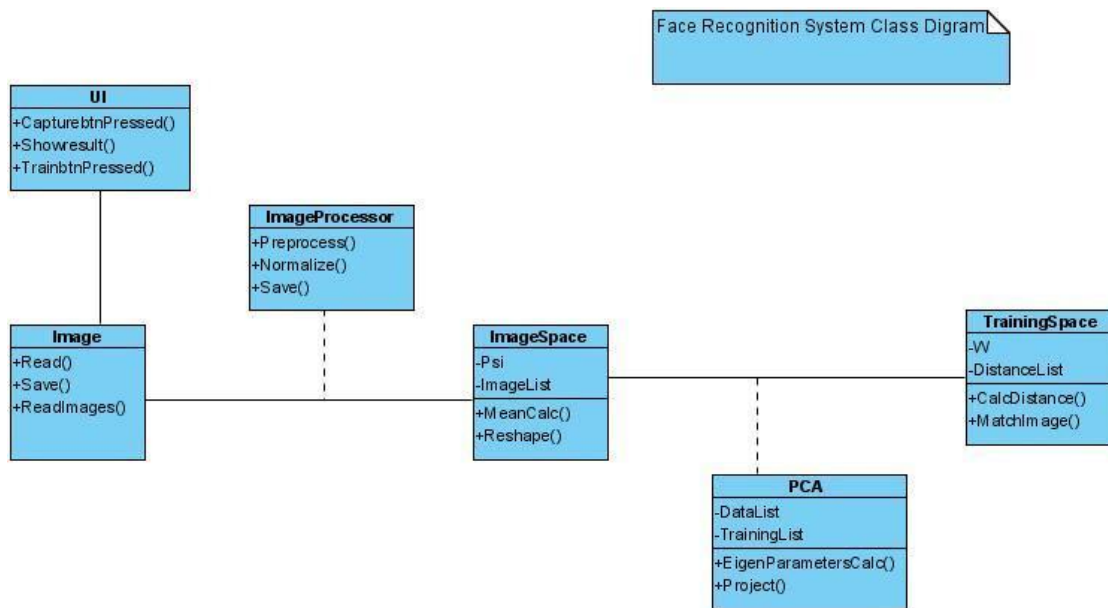 Face Recognition System Class Digram
UI
+CapturebtnPressed()
+Showresult()
+TrainbtnPressed()
ImageProcessor
+Preprocess()
+Normalize()
+Save()
Image
+Read()
+Save()
+ReadImages()
ImageSpace
-Psi
-ImageList
+MeanCalc()
+Reshape()
TrainingSpace
-W
-DistanceList
+CalcDistance()
+MatchImage()
PCA
-DataList
-TrainingList
+EigenParametersCalc()
+Project()